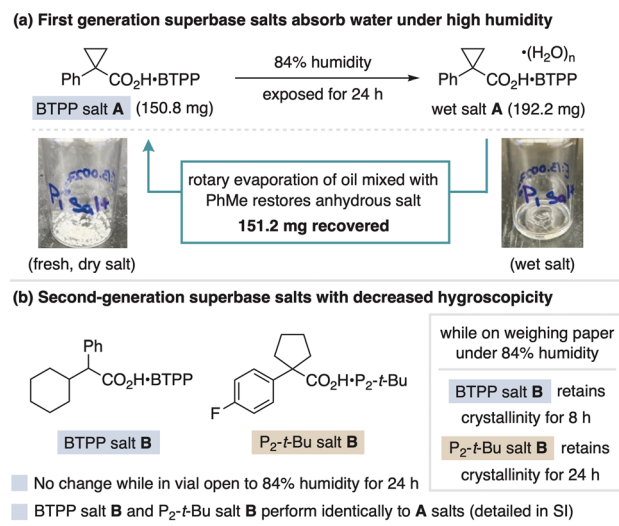 (a) First generation superbase salts absorb water under high humidity
Ph
CO2H•BTPP
84% humidity
exposed for 24 h
•(H2O)n
Ph
CO2H•BTPP
BTPP salt A (150.8 mg)
wet salt A (192.2 mg)
P1 Salt
rotary evaporation of oil mixed with
PhMe restores anhydrous salt
151.2 mg recovered
P1 Salt
(fresh, dry salt)
(wet salt)
(b) Second-generation superbase salts with decreased hygroscopicity
Ph
CO2H•BTPP
BTPP salt B
F
CO2H•P2-t-Bu
P2-t-Bu salt B
while on weighing paper
under 84% humidity
BTPP salt B retains
crystallinity for 8 h
P2-t-Bu salt B retains
crystallinity for 24 h
No change while in vial open to 84% humidity for 24 h
BTPP salt B and P2-t-Bu salt B perform identically to A salts (detailed in SI)